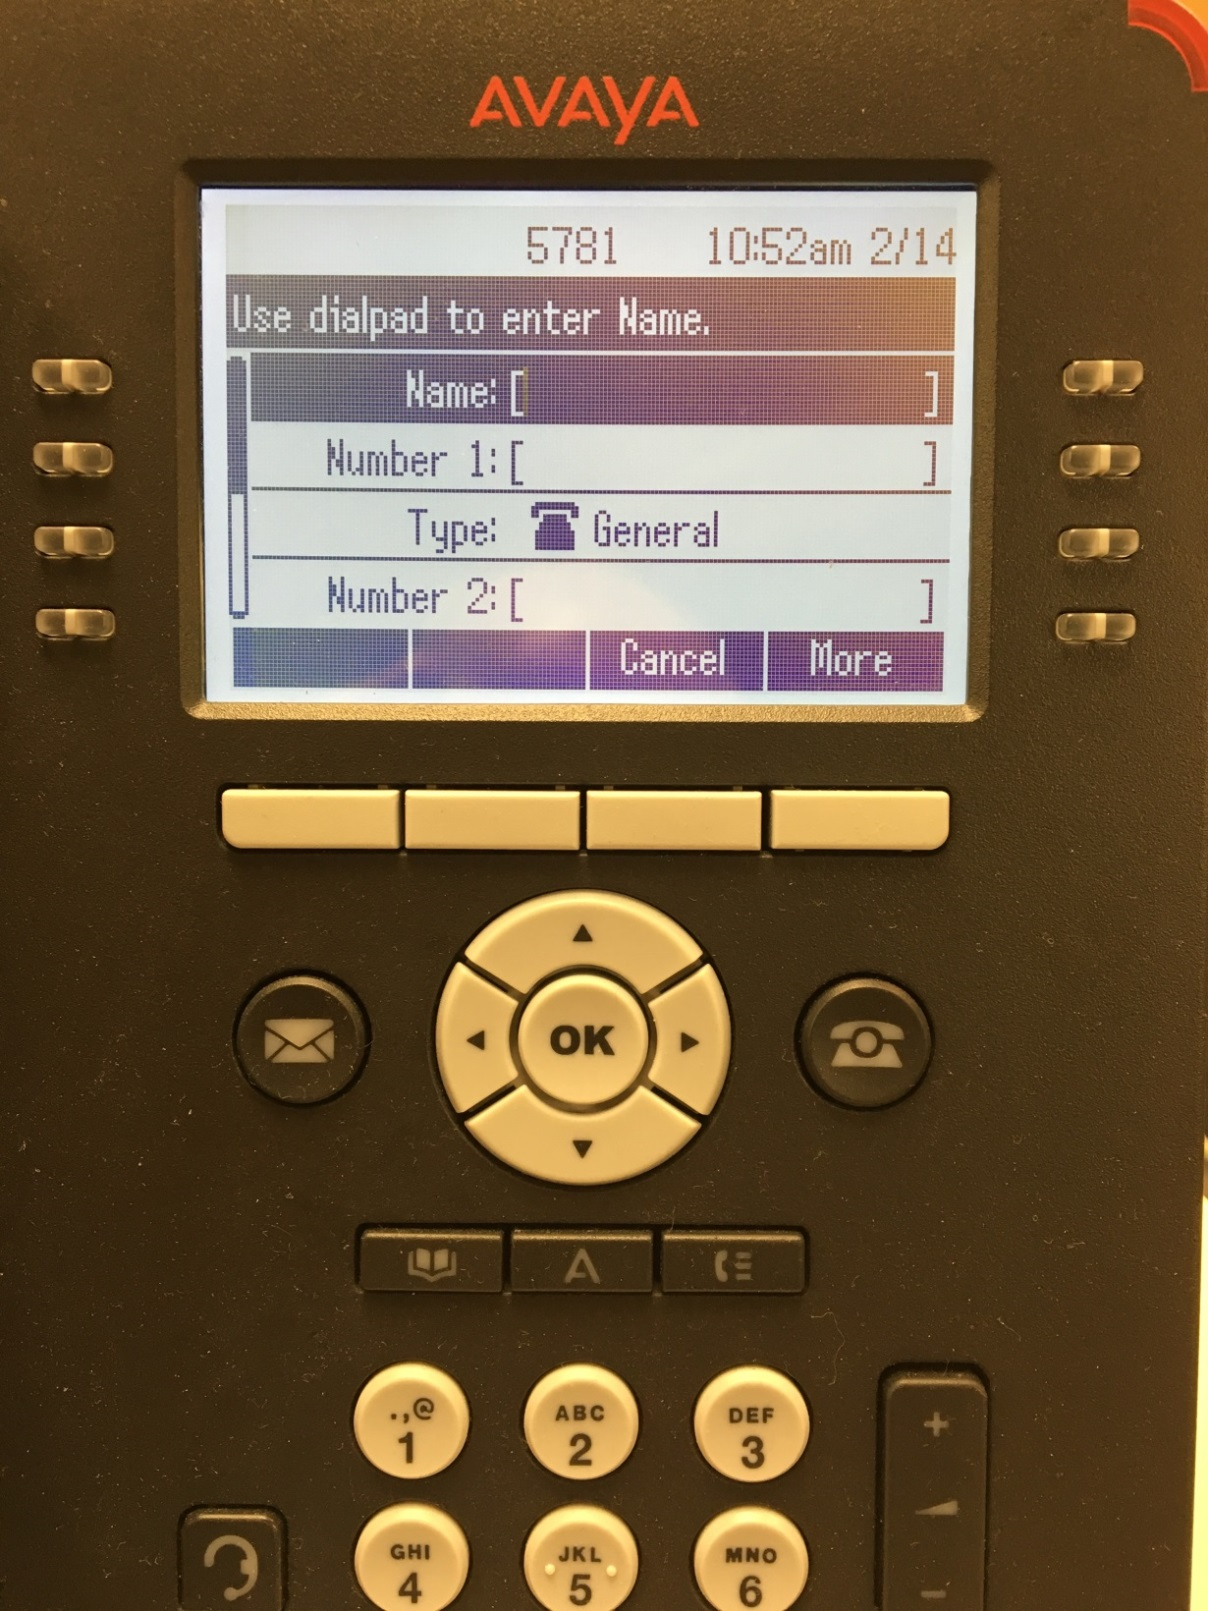 AVAYA
5781 10:52am 2/14
Use dialpad to enter Name.
Name: [ ]
Number 1: [ ]
Type: General
Number 2: [ ]
Cancel More
OK
A
.,@ ABC DEF
1 2 3
+
GHI JKL MNO
4 5 6
-